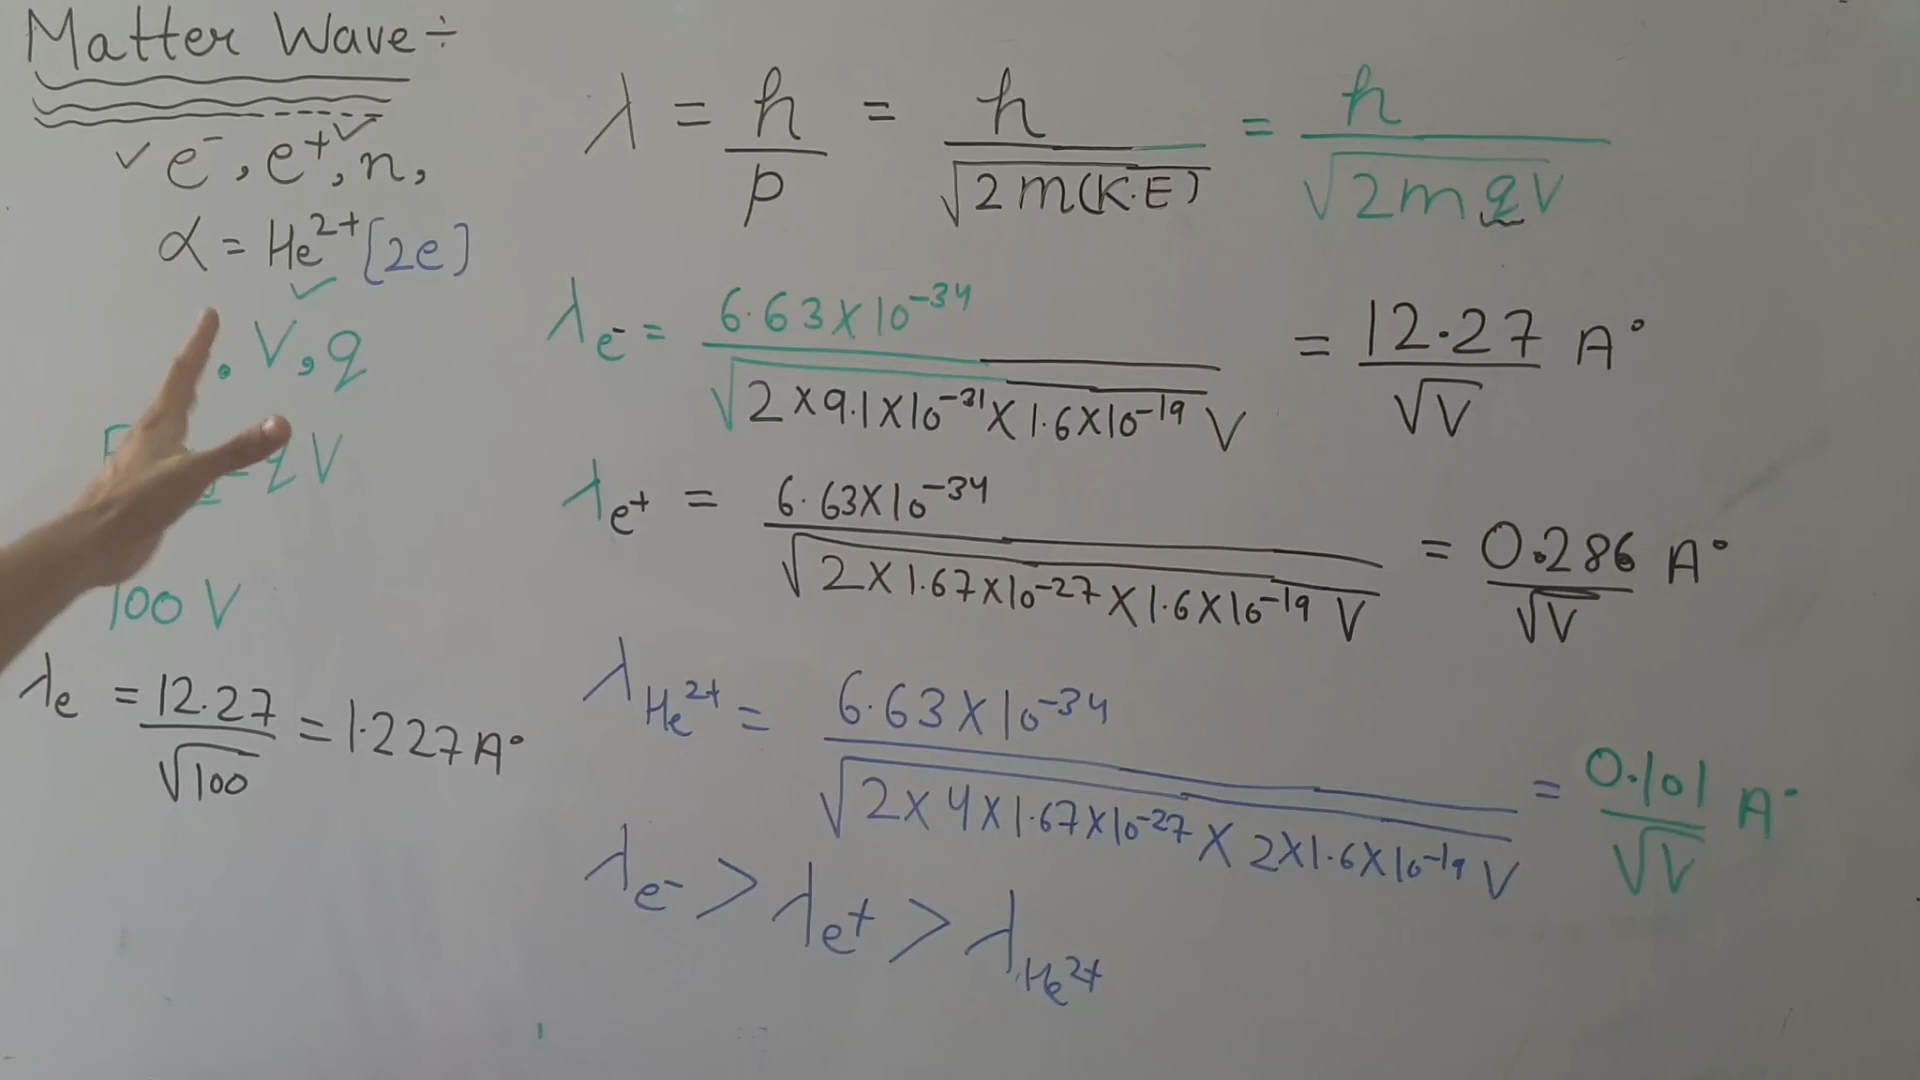 Matter Wave ÷
✓ e⁻, e⁺ ✓, n,
α = He²⁺ [2e]
✓
. V, q
qV
100 V
λe = 12.27 / √100 = 1.227 A°
λ = h / p = h / √2m(K.E) = h / √2mqV
λe⁻ = 6.63 × 10⁻³⁴ / √2 × 9.1 × 10⁻³¹ × 1.6 × 10⁻¹⁹ V = 12.27 / √V A°
λe⁺ = 6.63 × 10⁻³⁴ / √2 × 1.67 × 10⁻²⁷ × 1.6 × 10⁻¹⁹ V = 0.286 / √V A°
λHe²⁺ = 6.63 × 10⁻³⁴ / √2 × 4 × 1.67 × 10⁻²⁷ × 2 × 1.6 × 10⁻¹⁹ V = 0.101 / √V A°
λe⁻ > λe⁺ > λHe²⁺